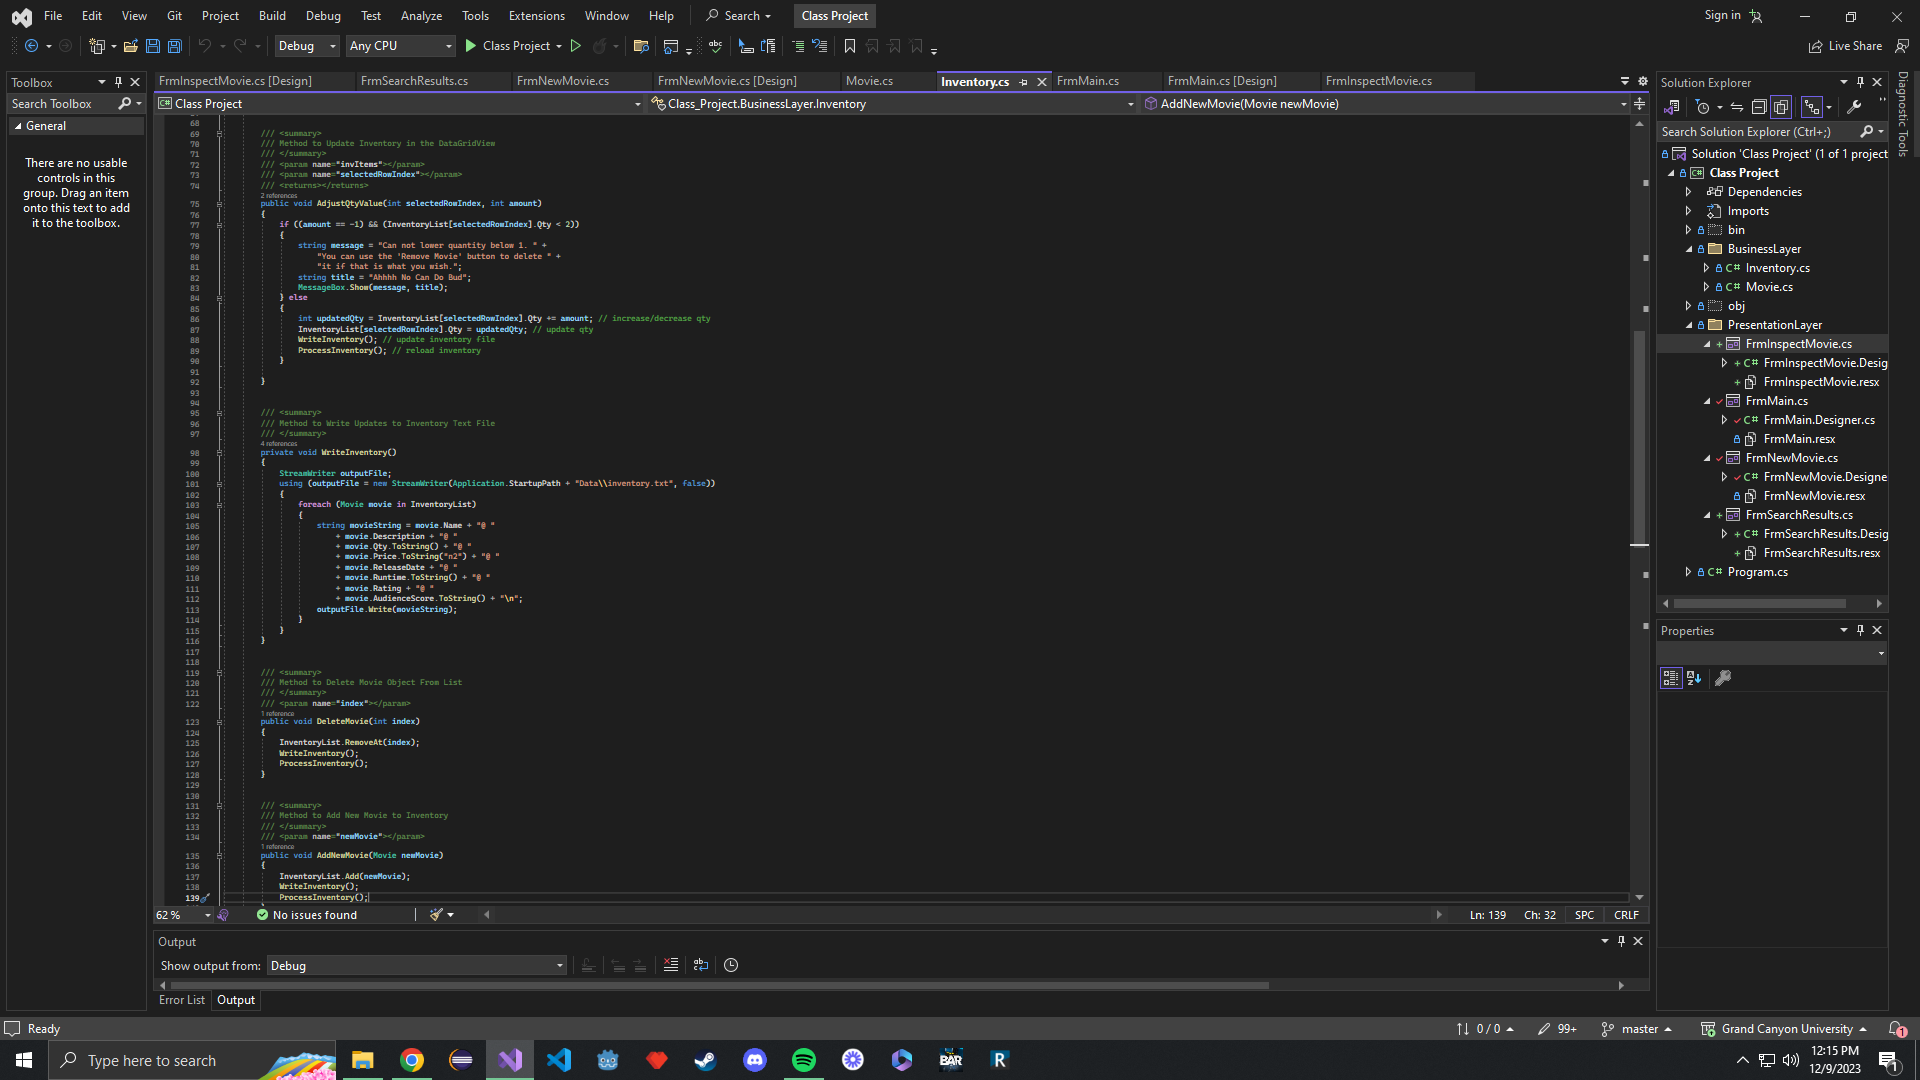 File Edit View Git Project Build Debug Test Analyze Tools Extensions Window Help Search Class Project Sign in
Debug Any CPU Class Project Live Share
Toolbox
Search Toolbox
General
There are no usable
controls in this
group. Drag an item
onto this text to add
it to the toolbox.
FrmInspectMovie.cs [Design] FrmSearchResults.cs FrmNewMovie.cs FrmNewMovie.cs [Design] Movie.cs Inventory.cs FrmMain.cs FrmMain.cs [Design] FrmInspectMovie.cs
Class Project Class_Project.BusinessLayer.Inventory AddNewMovie(Movie newMovie)
68
69 /// <summary>
70 /// Method to Update Inventory in the DataGridView
71 /// </summary>
72 /// <param name="invItems"></param>
73 /// <param name="selectedRowIndex"></param>
74 /// <returns></returns>
2 references
75 public void AdjustQtyValue(int selectedRowIndex, int amount)
76 {
77 if ((amount == -1) && (InventoryList[selectedRowIndex].Qty < 2))
78 {
79 string message = "Can not lower quantity below 1. " +
80 "You can use the 'Remove Movie' button to delete " +
81 "it if that is what you wish.";
82 string title = "Ahhhh No Can Do Bud";
83 MessageBox.Show(message, title);
84 } else
85 {
86 int updatedQty = InventoryList[selectedRowIndex].Qty += amount; // increase/decrease qty
87 InventoryList[selectedRowIndex].Qty = updatedQty; // update qty
88 WriteInventory(); // update inventory file
89 ProcessInventory(); // reload inventory
90 }
91
92 }
93
94
95 /// <summary>
96 /// Method to Write Updates to Inventory Text File
97 /// </summary>
4 references
98 private void WriteInventory()
99 {
100 StreamWriter outputFile;
101 using (outputFile = new StreamWriter(Application.StartupPath + "Data\\inventory.txt", false))
102 {
103 foreach (Movie movie in InventoryList)
104 {
105 string movieString = movie.Name + "@ "
106 + movie.Description + "@ "
107 + movie.Qty.ToString() + "@ "
108 + movie.Price.ToString("n2") + "@ "
109 + movie.ReleaseDate + "@ "
110 + movie.Runtime.ToString() + "@ "
111 + movie.Rating + "@ "
112 + movie.AudienceScore.ToString() + "\n";
113 outputFile.Write(movieString);
114 }
115 }
116 }
117
118
119 /// <summary>
120 /// Method to Delete Movie Object From List
121 /// </summary>
122 /// <param name="index"></param>
1 reference
123 public void DeleteMovie(int index)
124 {
125 InventoryList.RemoveAt(index);
126 WriteInventory();
127 ProcessInventory();
128 }
129
130
131 /// <summary>
132 /// Method to Add New Movie to Inventory
133 /// </summary>
134 /// <param name="newMovie"></param>
1 reference
135 public void AddNewMovie(Movie newMovie)
136 {
137 InventoryList.Add(newMovie);
138 WriteInventory();
139 ProcessInventory();
62 % No issues found Ln: 139 Ch: 32 SPC CRLF
Output
Show output from: Debug
Error List Output
Solution Explorer
Search Solution Explorer (Ctrl+;)
Solution 'Class Project' (1 of 1 project
Class Project
Dependencies
Imports
bin
BusinessLayer
C# Inventory.cs
C# Movie.cs
obj
PresentationLayer
FrmInspectMovie.cs
C# FrmInspectMovie.Desig
FrmInspectMovie.resx
FrmMain.cs
C# FrmMain.Designer.cs
FrmMain.resx
FrmNewMovie.cs
C# FrmNewMovie.Designe
FrmNewMovie.resx
FrmSearchResults.cs
C# FrmSearchResults.Desig
FrmSearchResults.resx
C# Program.cs
Properties
Diagnostic Tools
Ready 0 / 0 99+ master Grand Canyon University 1
Type here to search BAR R 12:15 PM
12/9/2023 1